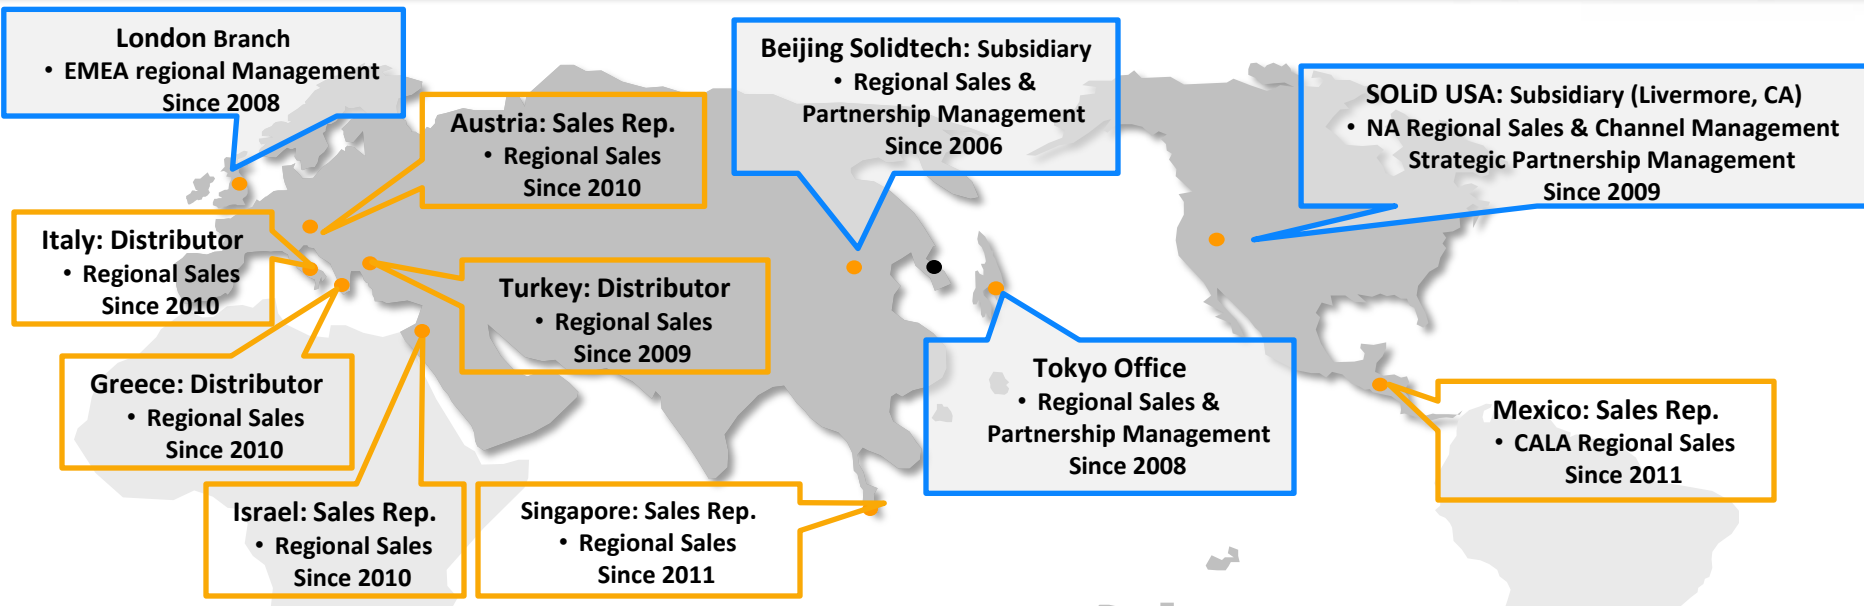 London Branch
• EMEA regional Management
Since 2008
Beijing Solidtech: Subsidiary
• Regional Sales &
Partnership Management
Since 2006
SOLiD USA: Subsidiary (Livermore, CA)
• NA Regional Sales & Channel Management
Strategic Partnership Management
Since 2009
Austria: Sales Rep.
• Regional Sales
Since 2010
Italy: Distributor
• Regional Sales
Since 2010
Turkey: Distributor
• Regional Sales
Since 2009
Greece: Distributor
• Regional Sales
Since 2010
Tokyo Office
• Regional Sales &
Partnership Management
Since 2008
Mexico: Sales Rep.
• CALA Regional Sales
Since 2011
Israel: Sales Rep.
• Regional Sales
Since 2010
Singapore: Sales Rep.
• Regional Sales
Since 2011